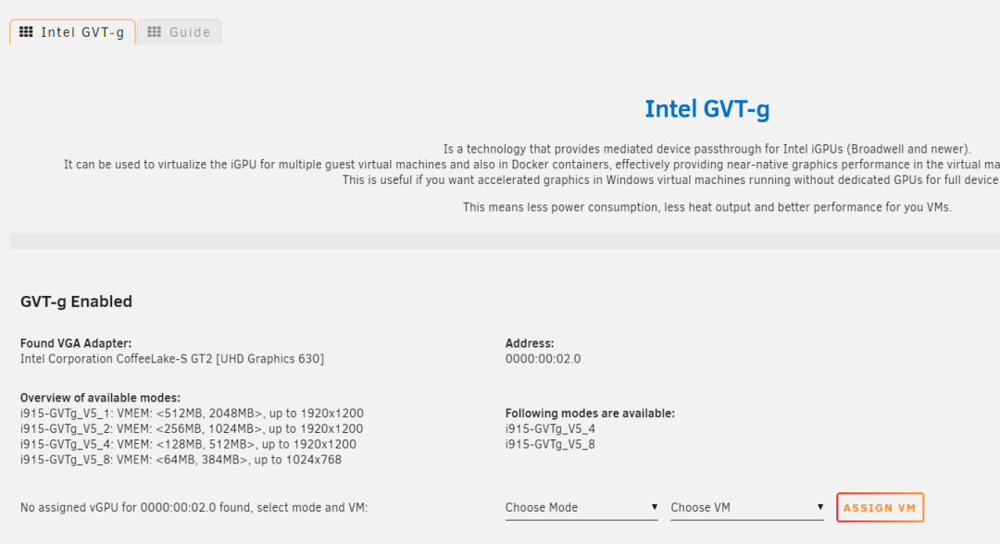 Intel GVT-g
Guide
Intel GVT-g
Is a technology that provides mediated device passthrough for Intel iGPUs (Broadwell and newer).
It can be used to virtualize the iGPU for multiple guest virtual machines and also in Docker containers, effectively providing near-native graphics performance in the virtual ma
This is useful if you want accelerated graphics in Windows virtual machines running without dedicated GPUs for full device
This means less power consumption, less heat output and better performance for you VMs.
GVT-g Enabled
Found VGA Adapter:
Intel Corporation CoffeeLake-S GT2 [UHD Graphics 630]
Address:
0000:00:02.0
Overview of available modes:
i915-GVTg_V5_1: VMEM: <512MB, 2048MB>, up to 1920x1200
i915-GVTg_V5_2: VMEM: <256MB, 1024MB>, up to 1920x1200
i915-GVTg_V5_4: VMEM: <128MB, 512MB>, up to 1920x1200
i915-GVTg_V5_8: VMEM: <64MB, 384MB>, up to 1024x768
Following modes are available:
i915-GVTg_V5_4
i915-GVTg_V5_8
No assigned vGPU for 0000:00:02.0 found, select mode and VM:
Choose Mode
Choose VM
ASSIGN VM